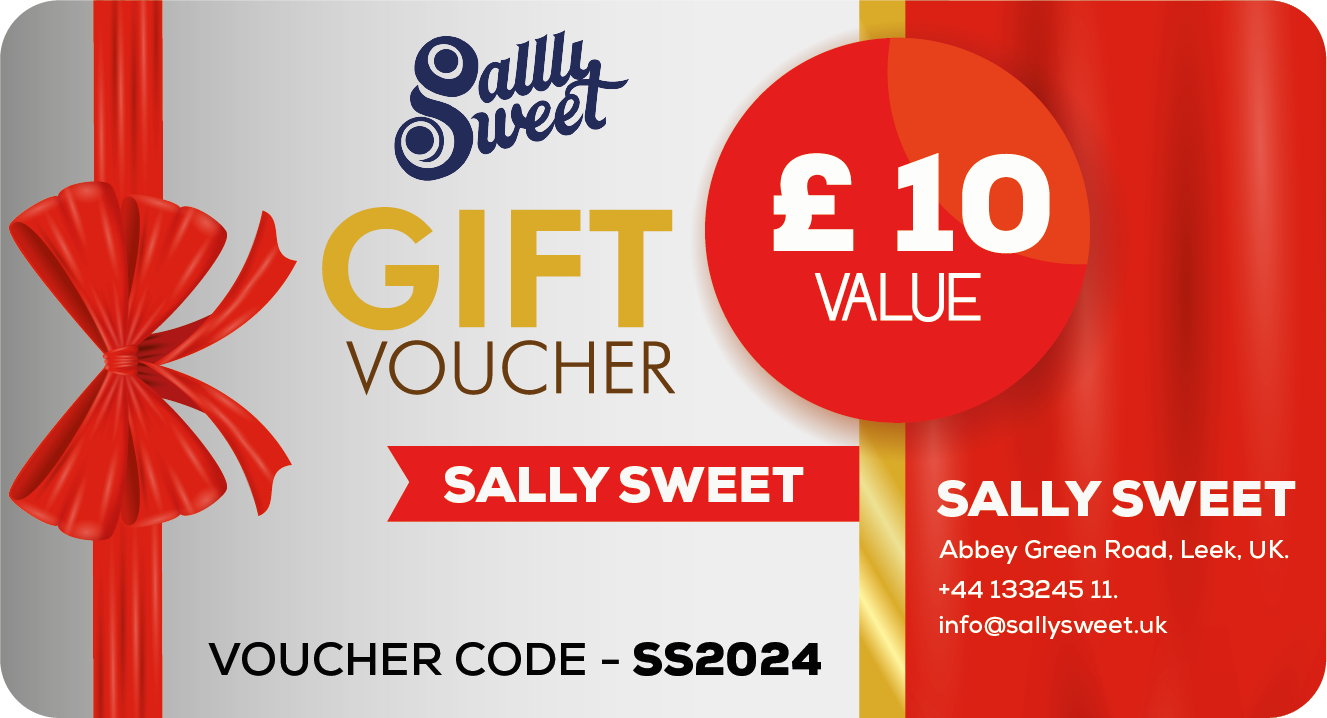 Sally
Sweet
GIFT
VOUCHER
£ 10
VALUE
SALLY SWEET
VOUCHER CODE - SS2024
SALLY SWEET
Abbey Green Road, Leek, UK.
+44 133245 11.
info@sallysweet.uk